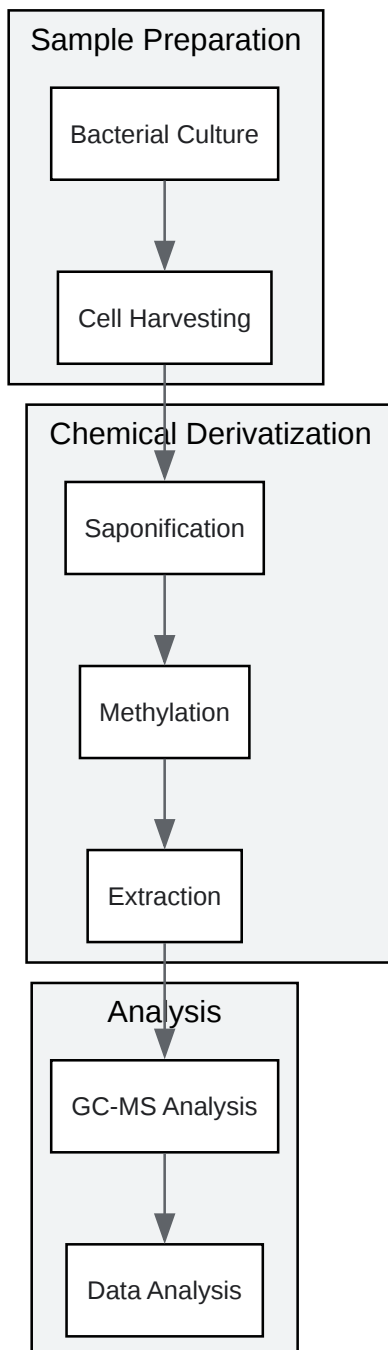 Sample Preparation
Bacterial Culture
Cell Harvesting
Chemical Derivatization
Saponification
Methylation
Extraction
Analysis
GC-MS Analysis
Data Analysis